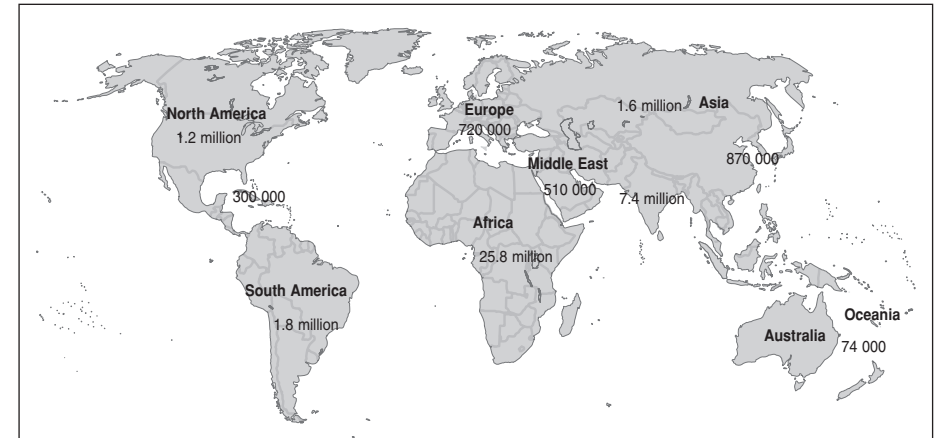 North America
1.2 million
300 000
South America
1.8 million
Europe
720 000
Middle East
510 000
Africa
25.8 million
1.6 million
Asia
870 000
7.4 million
Oceania
Australia
74 000